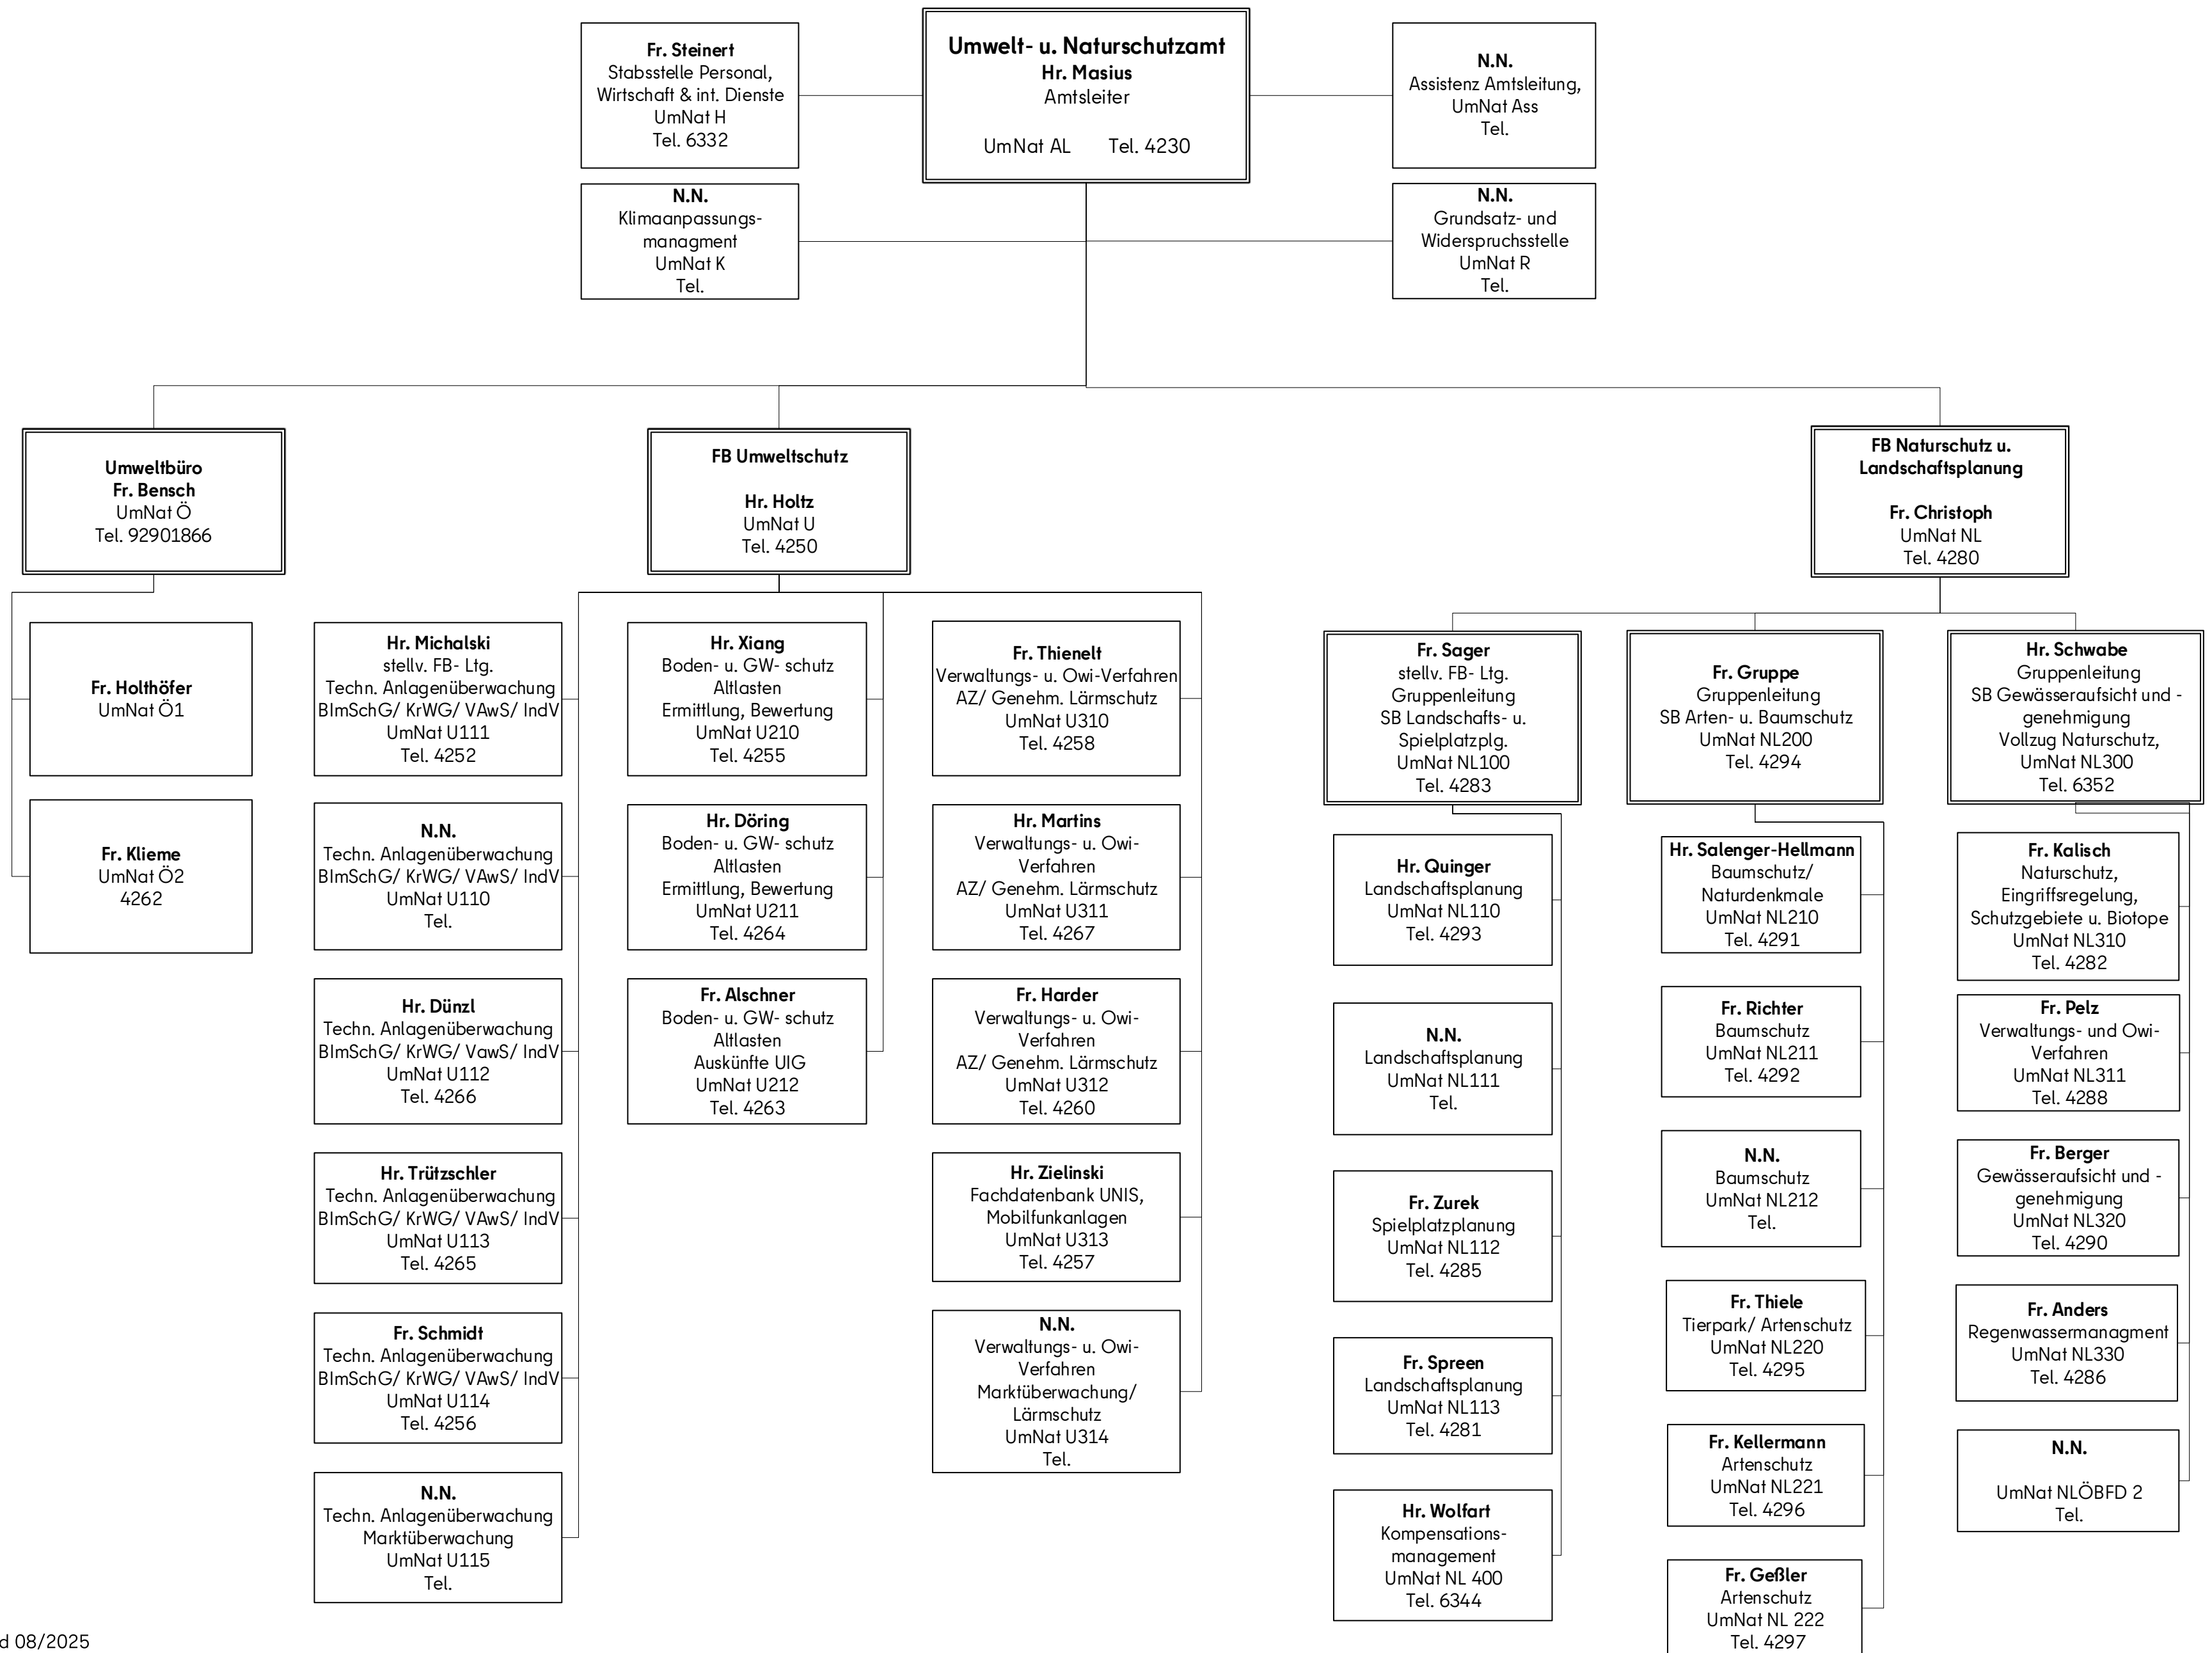 Fr. Steinert
Stabsstelle Personal,
Wirtschaft & int. Dienste
UmNat H
Tel. 6332
Umwelt- u. Naturschutzamt
Hr. Masius
Amtsleiter
UmNat AL Tel. 4230
N.N.
Assistenz Amtsleitung,
UmNat Ass
Tel.
N.N.
Klimaanpassungs-
managment
UmNat K
Tel.
N.N.
Grundsatz- und
Widerspruchsstelle
UmNat R
Tel.
Umweltbüro
Fr. Bensch
UmNat Ö
Tel. 92901866
FB Umweltschutz
Hr. Holtz
UmNat U
Tel. 4250
FB Naturschutz u.
Landschaftsplanung
Fr. Christoph
UmNat NL
Tel. 4280
Fr. Holthöfer
UmNat Ö1
Fr. Klieme
UmNat Ö2
4262
Hr. Michalski
stellv. FB- Ltg.
Techn. Anlagenüberwachung
BImSchG/ KrWG/ VAwS/ IndV
UmNat U111
Tel. 4252
N.N.
Techn. Anlagenüberwachung
BImSchG/ KrWG/ VAwS/ IndV
UmNat U110
Tel.
Hr. Dünzl
Techn. Anlagenüberwachung
BImSchG/ KrWG/ VawS/ IndV
UmNat U112
Tel. 4266
Hr. Trützschler
Techn. Anlagenüberwachung
BImSchG/ KrWG/ VAwS/ IndV
UmNat U113
Tel. 4265
Fr. Schmidt
Techn. Anlagenüberwachung
BImSchG/ KrWG/ VAwS/ IndV
UmNat U114
Tel. 4256
N.N.
Techn. Anlagenüberwachung
Marktüberwachung
UmNat U115
Tel.
Hr. Xiang
Boden- u. GW- schutz
Altlasten
Ermittlung, Bewertung
UmNat U210
Tel. 4255
Hr. Döring
Boden- u. GW- schutz
Altlasten
Ermittlung, Bewertung
UmNat U211
Tel. 4264
Fr. Alschner
Boden- u. GW- schutz
Altlasten
Auskünfte UIG
UmNat U212
Tel. 4263
Fr. Thienelt
Verwaltungs- u. Owi-Verfahren
AZ/ Genehm. Lärmschutz
UmNat U310
Tel. 4258
Hr. Martins
Verwaltungs- u. Owi-
Verfahren
AZ/ Genehm. Lärmschutz
UmNat U311
Tel. 4267
Fr. Harder
Verwaltungs- u. Owi-
Verfahren
AZ/ Genehm. Lärmschutz
UmNat U312
Tel. 4260
Hr. Zielinski
Fachdatenbank UNIS,
Mobilfunkanlagen
UmNat U313
Tel. 4257
N.N.
Verwaltungs- u. Owi-
Verfahren
Marktüberwachung/
Lärmschutz
UmNat U314
Tel.
Fr. Sager
stellv. FB- Ltg.
Gruppenleitung
SB Landschafts- u.
Spielplatzplg.
UmNat NL100
Tel. 4283
Hr. Quinger
Landschaftsplanung
UmNat NL110
Tel. 4293
N.N.
Landschaftsplanung
UmNat NL111
Tel.
Fr. Zurek
Spielplatzplanung
UmNat NL112
Tel. 4285
Fr. Spreen
Landschaftsplanung
UmNat NL113
Tel. 4281
Hr. Wolfart
Kompensations-
management
UmNat NL 400
Tel. 6344
Fr. Gruppe
Gruppenleitung
SB Arten- u. Baumschutz
UmNat NL200
Tel. 4294
Hr. Salenger-Hellmann
Baumschutz/
Naturdenkmale
UmNat NL210
Tel. 4291
Fr. Richter
Baumschutz
UmNat NL211
Tel. 4292
N.N.
Baumschutz
UmNat NL212
Tel.
Fr. Thiele
Tierpark/ Artenschutz
UmNat NL220
Tel. 4295
Fr. Kellermann
Artenschutz
UmNat NL221
Tel. 4296
Fr. Geßler
Artenschutz
UmNat NL 222
Tel. 4297
Hr. Schwabe
Gruppenleitung
SB Gewässeraufsicht und -
genehmigung
Vollzug Naturschutz,
UmNat NL300
Tel. 6352
Fr. Kalisch
Naturschutz,
Eingriffsregelung,
Schutzgebiete u. Biotope
UmNat NL310
Tel. 4282
Fr. Pelz
Verwaltungs- und Owi-
Verfahren
UmNat NL311
Tel. 4288
Fr. Berger
Gewässeraufsicht und -
genehmigung
UmNat NL320
Tel. 4290
Fr. Anders
Regenwassermanagment
UmNat NL330
Tel. 4286
N.N.
UmNat NLÖBFD 2
Tel.
08/2025